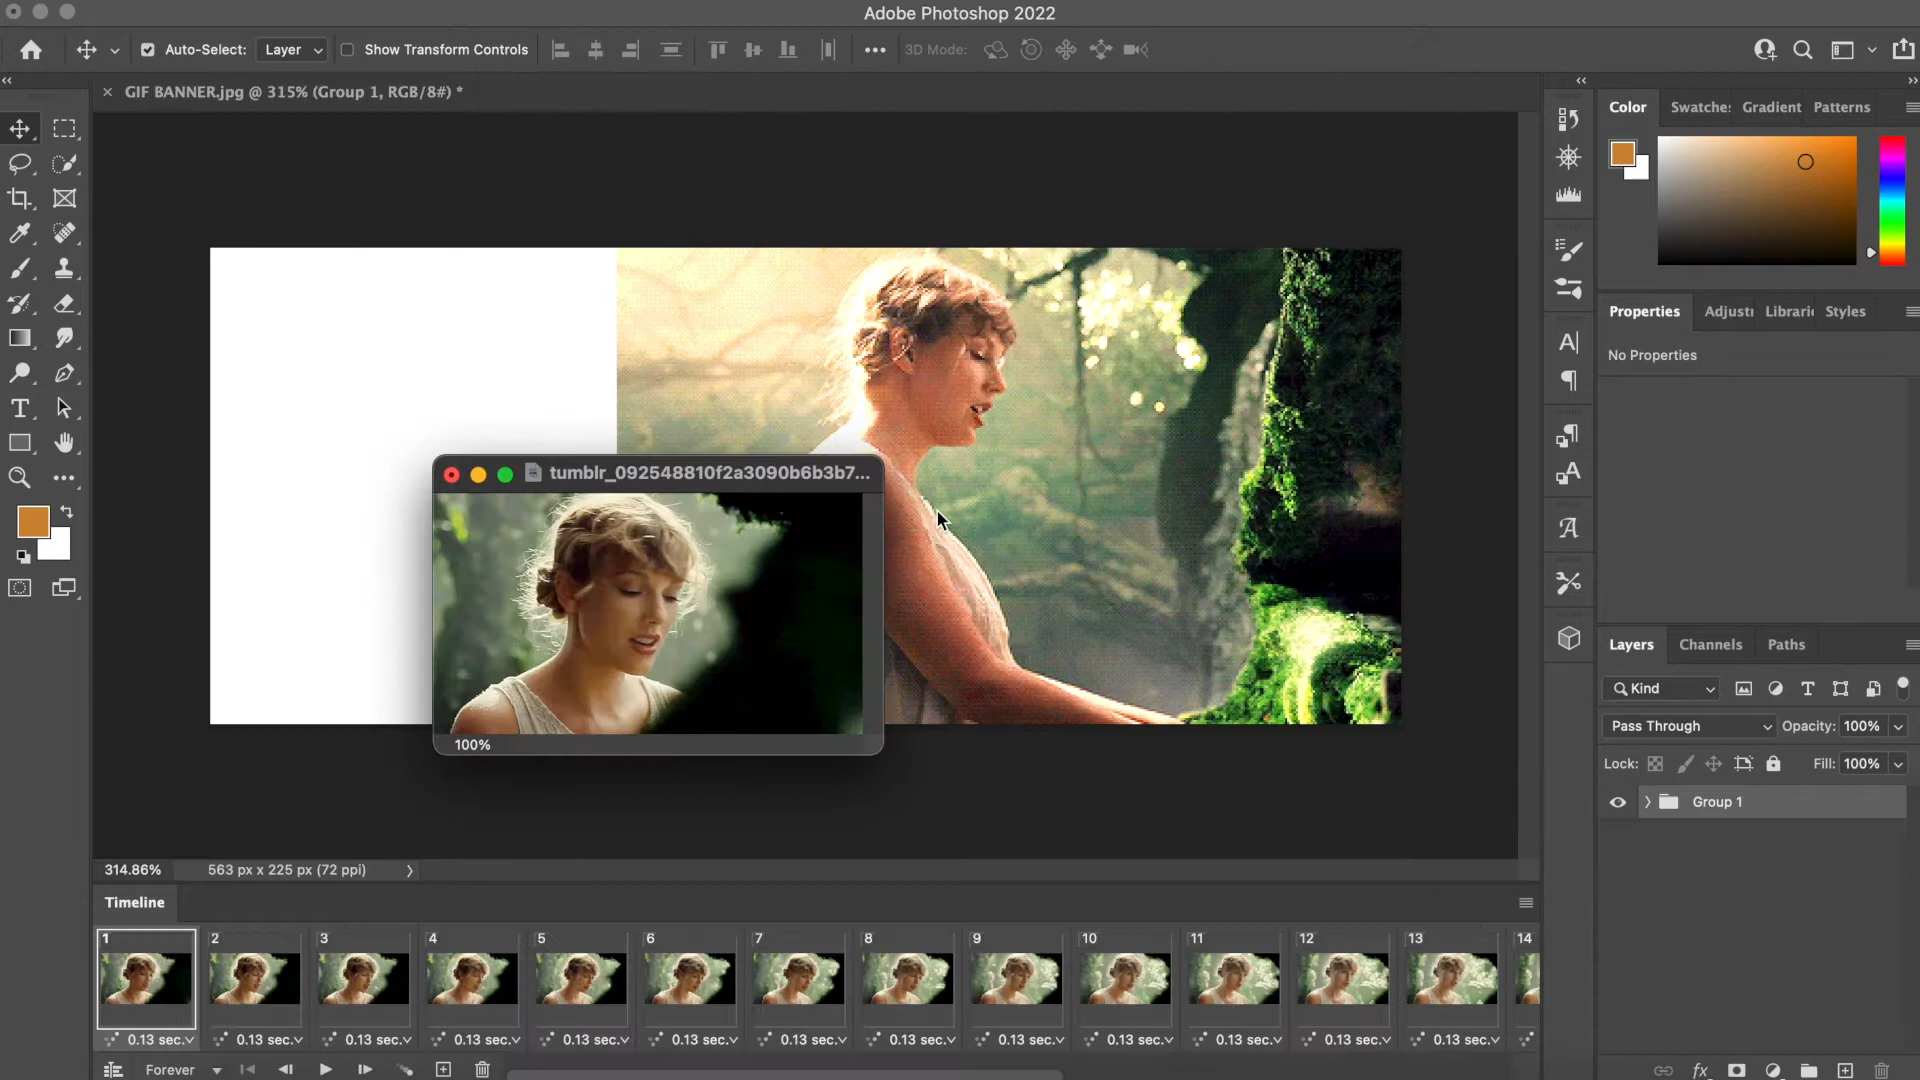 Adobe Photoshop 2022
Auto-Select: Layer Show Transform Controls 3D Mode:
GIF BANNER.jpg @ 315% (Group 1, RGB/8#) *
Color Swatches Gradient Patterns
Properties Adjustı Librarie Styles
No Properties
tumblr_092548810f2a3090b6b3b7...
100%
Layers Channels Paths
Kind
Pass Through Opacity: 100%
Lock: Fill: 100%
Group 1
314.86% 563 px x 225 px (72 ppi)
Timeline
1 2 3 4 5 6 7 8 9 10 11 12 13 14
0.13 sec. 0.13 sec. 0.13 sec. 0.13 sec. 0.13 sec. 0.13 sec. 0.13 sec. 0.13 sec. 0.13 sec. 0.13 sec. 0.13 sec. 0.13 sec. 0.13 sec.
Forever